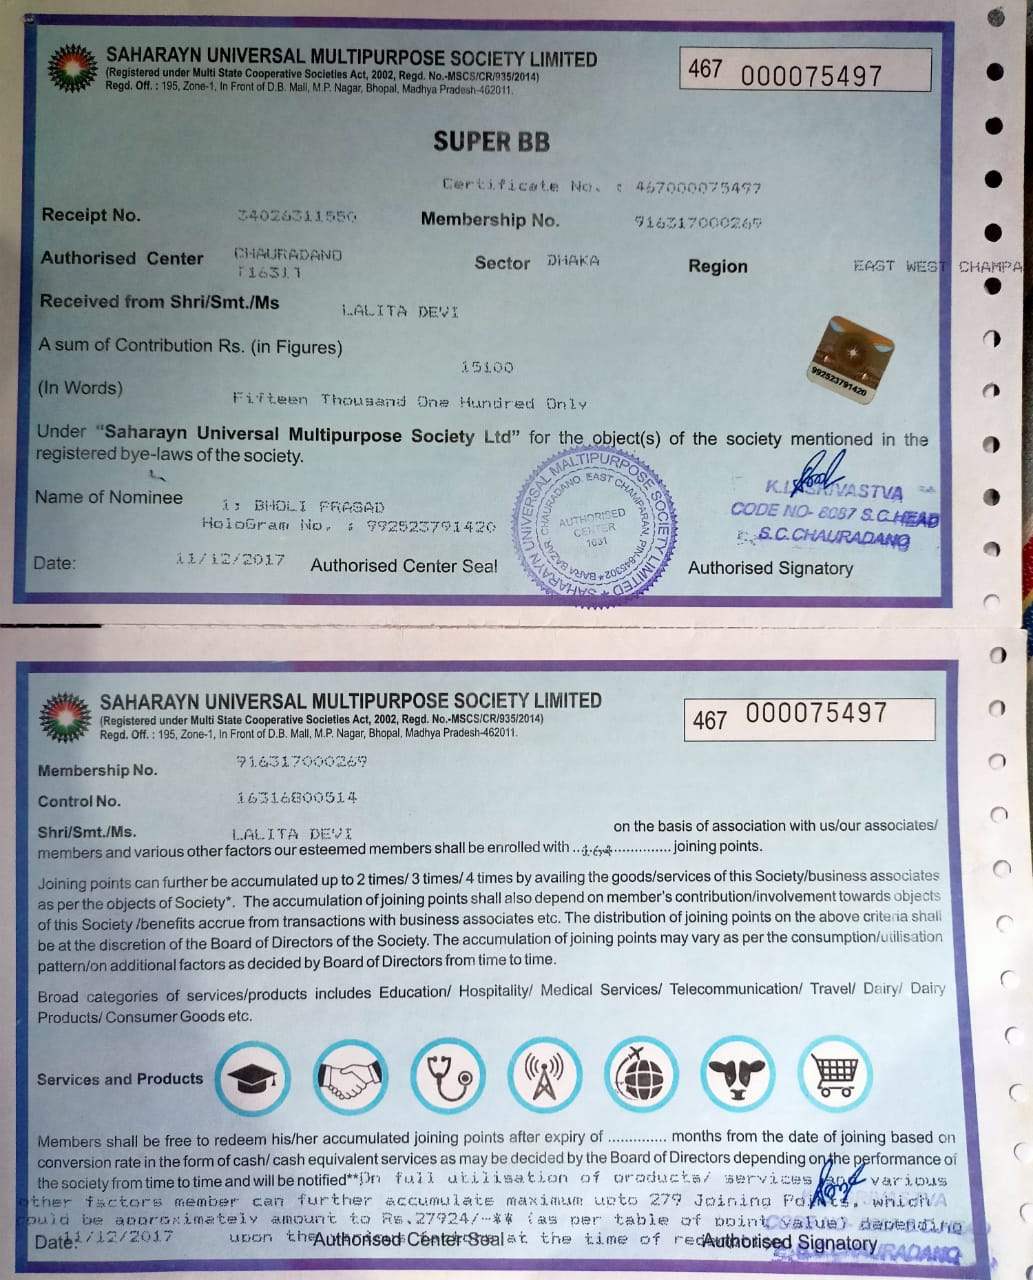 SAHARAYN UNIVERSAL MULTIPURPOSE SOCIETY LIMITED
(Registered under Multi State Cooperative Societies Act, 2002, Regd. No.-MSCS/CR/935/2014)
Regd. Off. : 195, Zone-1, In Front of D.B. Mall, M.P. Nagar, Bhopal, Madhya Pradesh-462011.
467 000075497
SUPER BB
Certificate No. : 467000075497
Receipt No. 34026311550 Membership No. 916317000269
Authorised Center CHAURADANO Sector DHAKA Region EAST WEST CHAMPA
Received from Shri/Smt./Ms LALITA DEVI
A sum of Contribution Rs. (in Figures) 15100
992523791420
(In Words) Fifteen Thousand One Hundred Only
Under “Saharayn Universal Multipurpose Society Ltd” for the object(s) of the society mentioned in the
registered bye-laws of the society.
SAHARAYN UNIVERSAL MALTIPURPOSE SOCIETY LIMITED
BARA BAZAR, CHAURADANO, EAST CHAMPARAN, PIN-845302
AUTHORISED
CENTER
1631
CODE NO- 8087 S.C.HEAD
S.C.CHAURADANO
Name of Nominee 1: BHOLI PRASAD
HoloGram No. : 992523791420
Date: 11/12/2017 Authorised Center Seal Authorised Signatory
SAHARAYN UNIVERSAL MULTIPURPOSE SOCIETY LIMITED
(Registered under Multi State Cooperative Societies Act, 2002, Regd. No.-MSCS/CR/935/2014)
Regd. Off. : 195, Zone-1, In Front of D.B. Mall, M.P. Nagar, Bhopal, Madhya Pradesh-462011.
467 000075497
Membership No. 916317000269
Control No. 16316800514
Shri/Smt./Ms. LALITA DEVI on the basis of association with us/our associates/
members and various other factors our esteemed members shall be enrolled with .............. joining points.
Joining points can further be accumulated up to 2 times/ 3 times/ 4 times by availing the goods/services of this Society/business associates
as per the objects of Society*. The accumulation of joining points shall also depend on member's contribution/involvement towards objects
of this Society /benefits accrue from transactions with business associates etc. The distribution of joining points on the above criteria shall
be at the discretion of the Board of Directors of the Society. The accumulation of joining points may vary as per the consumption/utilisation
pattern/on additional factors as decided by Board of Directors from time to time.
Broad categories of services/products includes Education/ Hospitality/ Medical Services/ Telecommunication/ Travel/ Dairy/ Dairy
Products/ Consumer Goods etc.
Services and Products
Members shall be free to redeem his/her accumulated joining points after expiry of .............. months from the date of joining based on
conversion rate in the form of cash/ cash equivalent services as may be decided by the Board of Directors depending on the performance of
the society from time to time and will be notified**On full utilisation of products/ services and various
other factors member can further accumulate maximum upto 279 Joining Points, which
could be approximately amount to Rs.27924/-** (as per table of point value) depending
upon the at the time of
Date: 11/12/2017 Authorised Center Seal Authorised Signatory